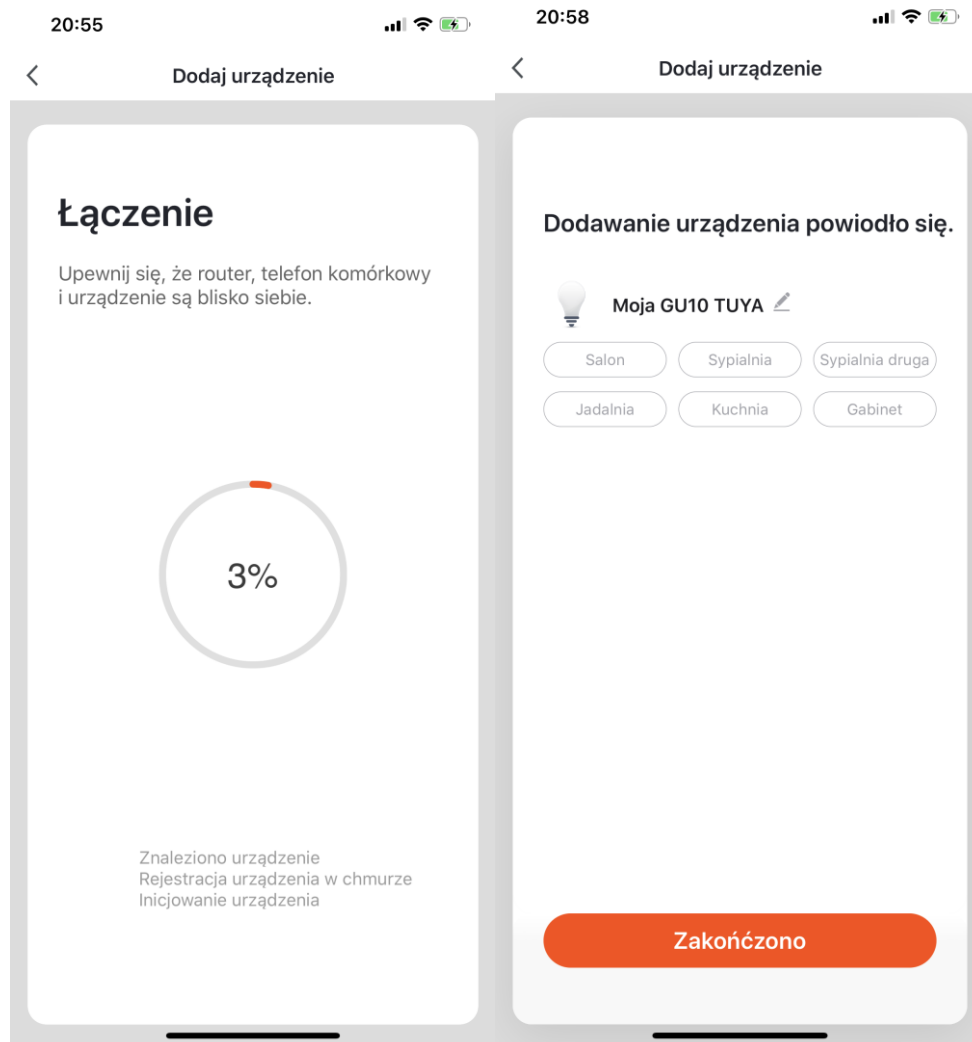 20:55
Dodaj urządzenie
Łączenie
Upewnij się, że router, telefon komórkowy
i urządzenie są blisko siebie.
3%
Znaleziono urządzenie
Rejestracja urządzenia w chmurze
Inicjowanie urządzenia
20:58
Dodaj urządzenie
Dodawanie urządzenia powiodło się.
Moja GU10 TUYA
Salon Sypialnia Sypialnia druga
Jadalnia Kuchnia Gabinet
Zakońćzono